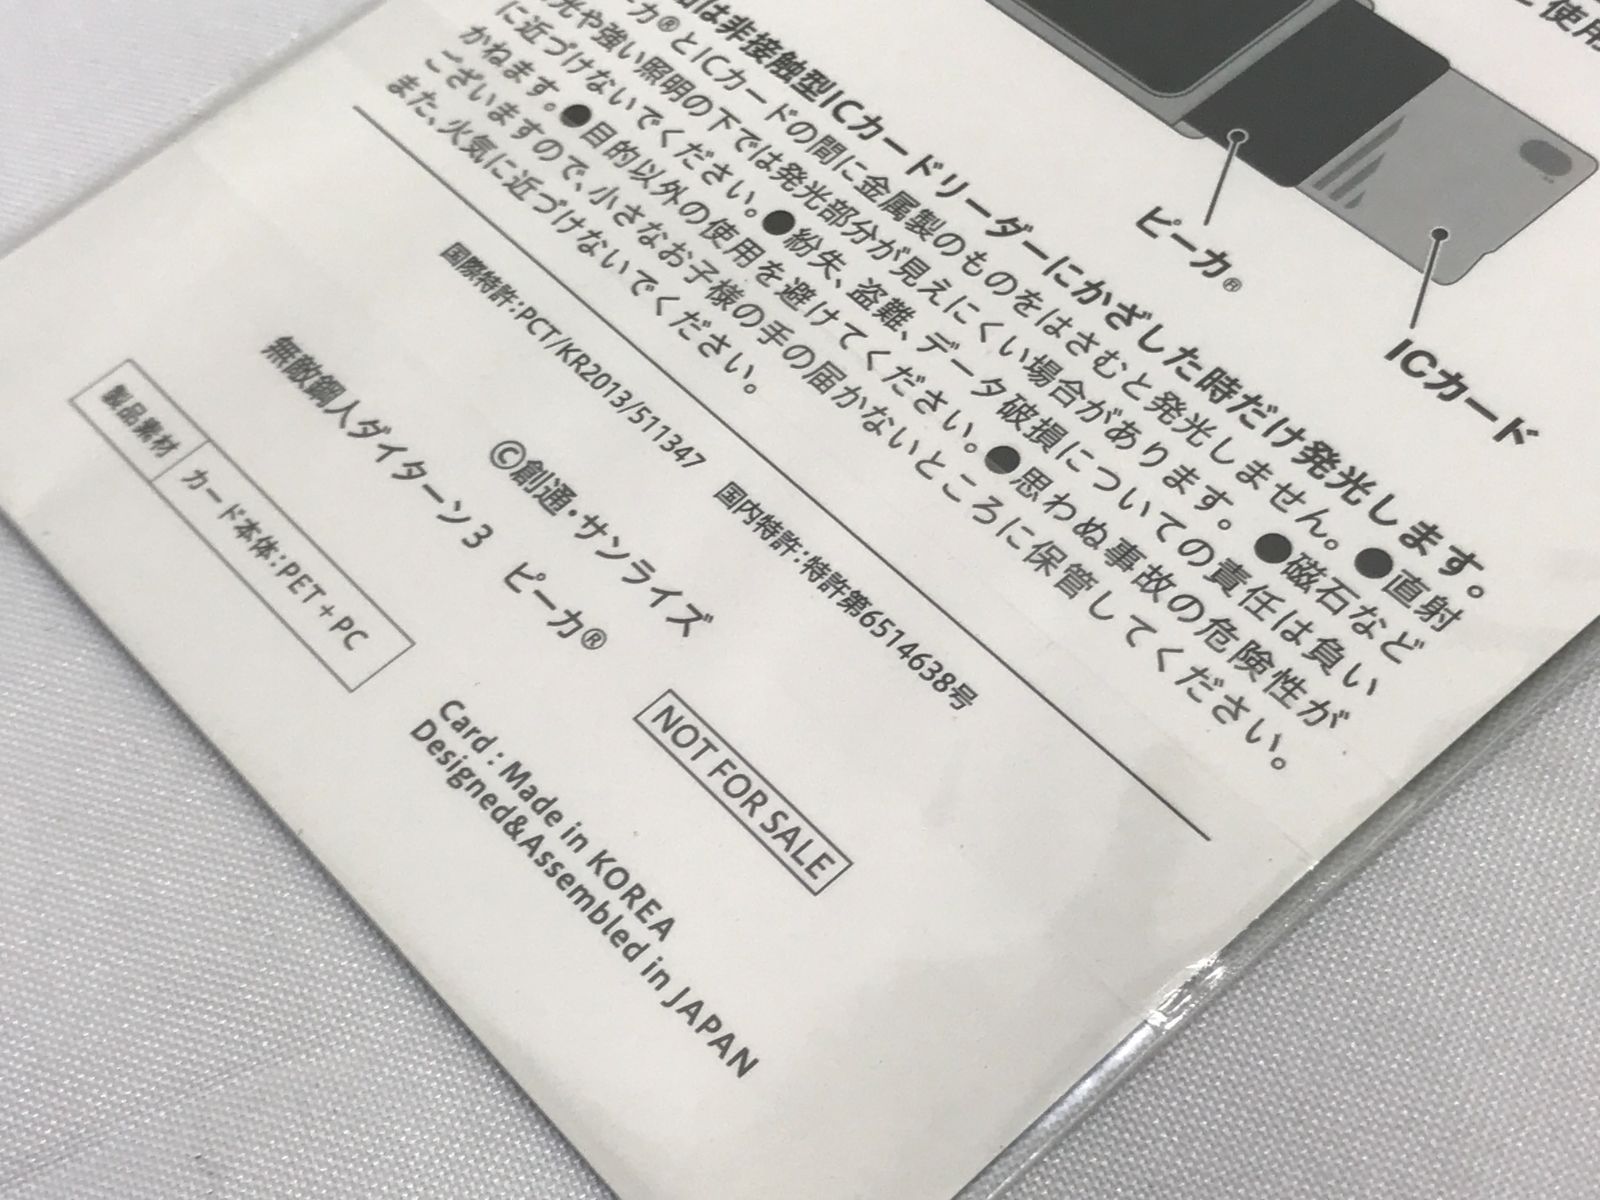 使用
ピーカ®
ICカード
は非接触型ICカードリーダーにかざした時だけ発光します。
ーカ®とICカードの間に金属製のものをはさむと発光しません。●直射
光や強い照明の下では発光部分が見えにくい場合があります。●磁石など
に近づけないでください。●紛失、盗難、データ破損についての責任は負い
かねます。●目的以外の使用を避けてください。●思わぬ事故の危険性が
ございますので、小さなお子様の手の届かないところに保管してください。
また、火気に近づけないでください。
国際特許:PCT/KR2013/511347 国内特許:特許第6514638号
©創通・サンライズ
無敵鋼人ダイターン3 ピーカ®
製品素材 カード本体:PET+PC
NOT FOR SALE
Card : Made in KOREA
Designed&Assembled in JAPAN